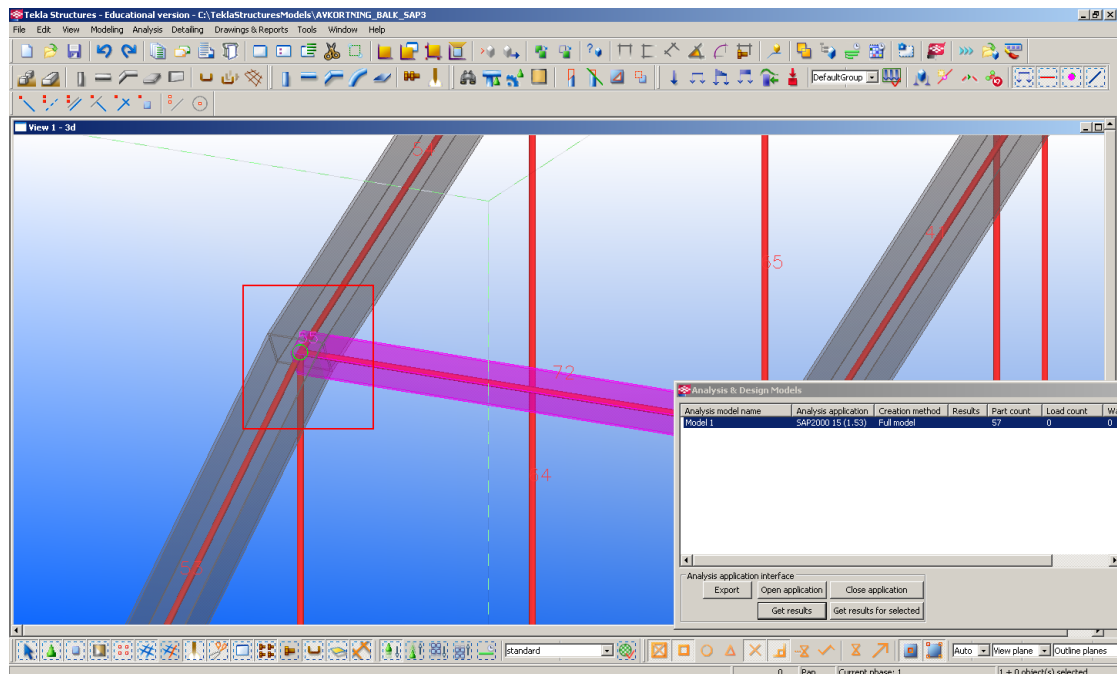 Tekla Structures - Educational version - C:\TeklaStructuresModels\AVKORTNING_BALK_SAP3
File Edit View Modeling Analysis Detailing Drawings & Reports Tools Window Help
DefaultGroup
View 1 - 3d
41
65
72
64
Analysis & Design Models
Analysis model name Analysis application Creation method Results Part count Load count Wa
Model 1 SAP2000 15 (1.53) Full model 57 0 0
Analysis application interface
Export Open application Close application
Get results Get results for selected
standard Auto View plane Outline planes
0 Pan Current phase: 1 1 + 0 object(s) selected